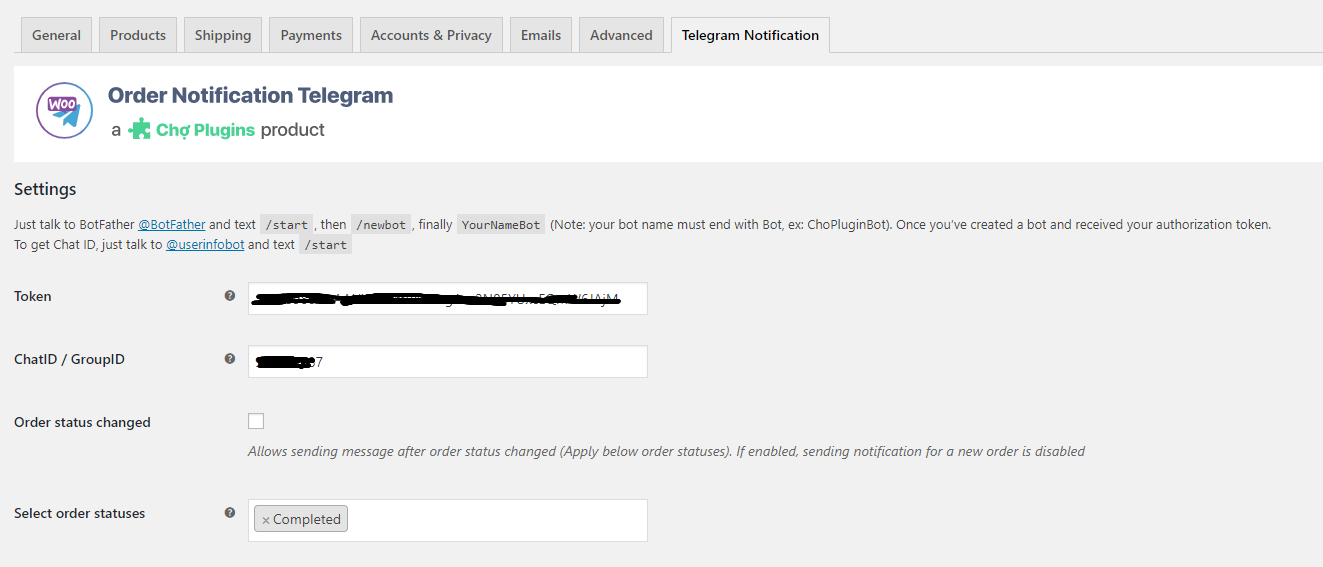 General Products Shipping Payments Accounts & Privacy Emails Advanced Telegram Notification
WOO
Order Notification Telegram
a Chợ Plugins product
Settings
Just talk to BotFather @BotFather and text /start , then /newbot , finally YourNameBot (Note: your bot name must end with Bot, ex: ChoPluginBot). Once you've created a bot and received your authorization token.
To get Chat ID, just talk to @userinfobot and text /start
Token ?
ChatID / GroupID ?
Order status changed
Allows sending message after order status changed (Apply below order statuses). If enabled, sending notification for a new order is disabled
Select order statuses ? × Completed